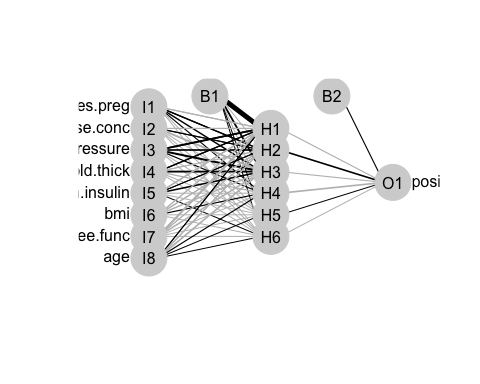 es.preg I1 B1 B2
se.conc I2 H1
ressure I3 H2
old.thick I4 H3
.insulin I5 H4 O1 posi
bmi I6 H5
ee.func I7 H6
age I8